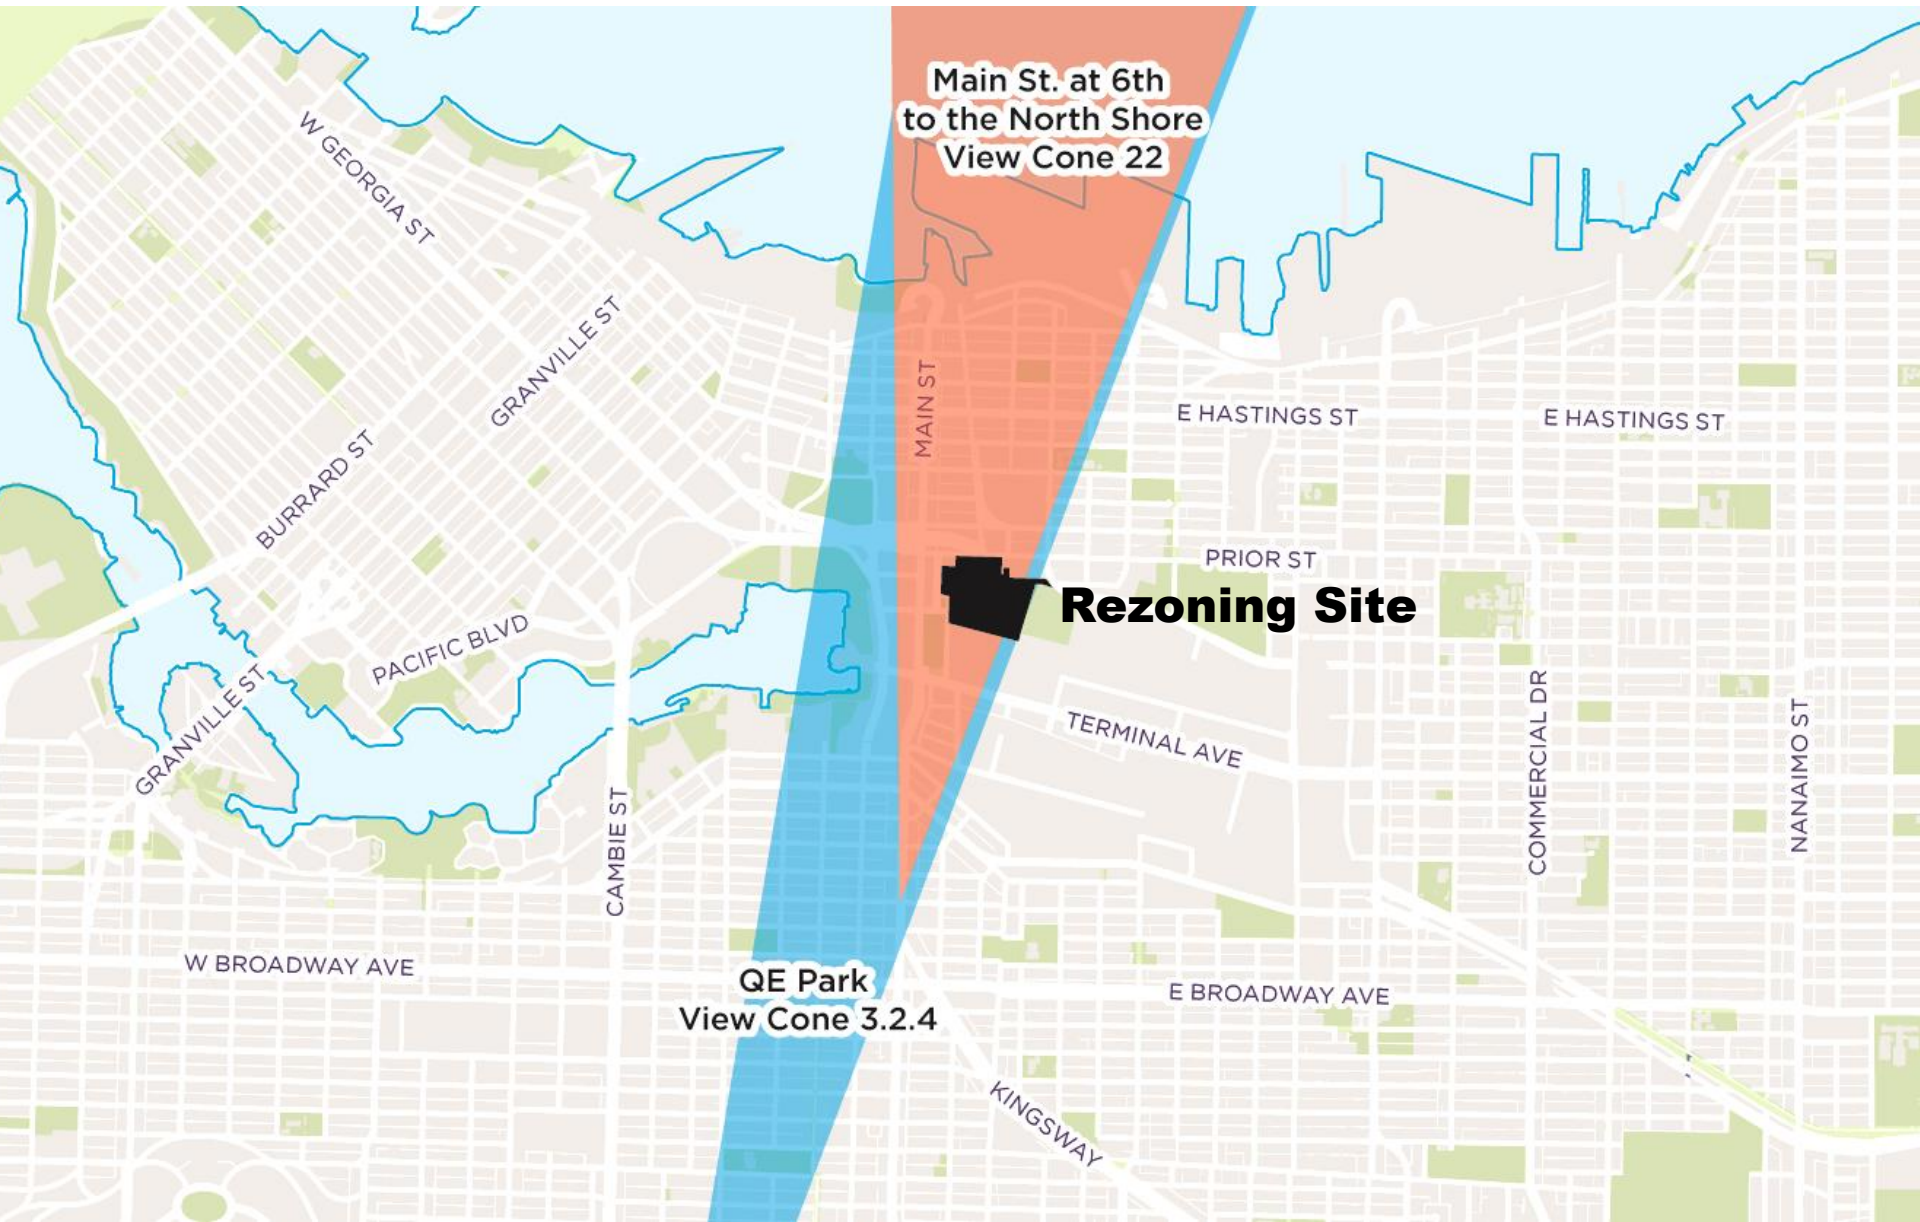 Main St. at 6th
to the North Shore
View Cone 22
W GEORGIA ST
GRANVILLE ST
MAIN ST
E HASTINGS ST
E HASTINGS ST
BURRARD ST
PRIOR ST
Rezoning Site
PACIFIC BLVD
GRANVILLE ST
TERMINAL AVE
COMMERCIAL DR
NANAIMO ST
CAMBIE ST
W BROADWAY AVE
QE Park
View Cone 3.2.4
E BROADWAY AVE
KINGSWAY